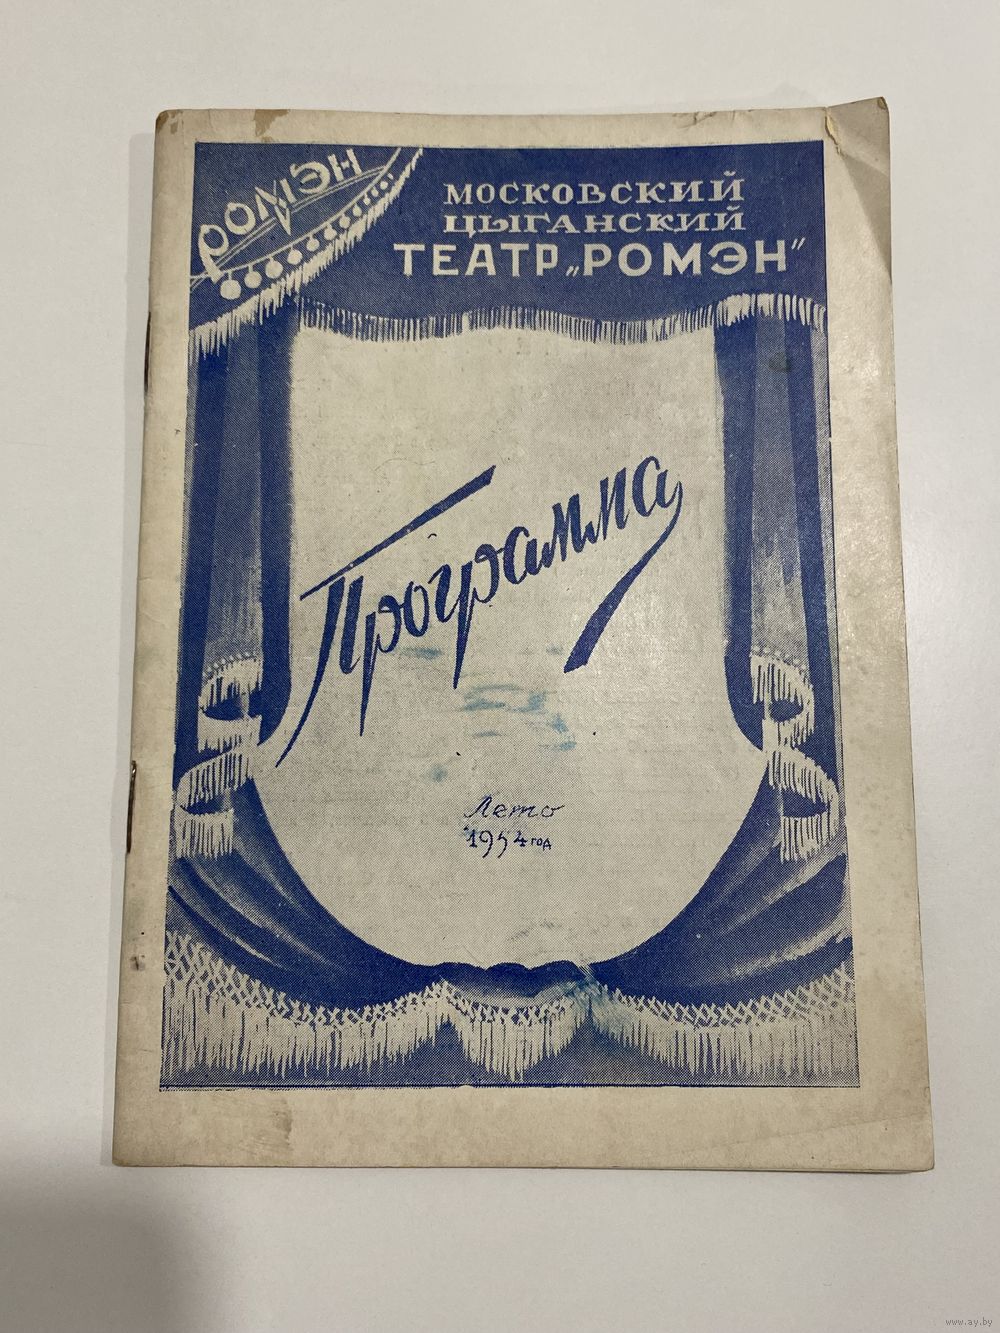 РОМЭН
МОСКОВСКИЙ
ЦЫГАНСКИЙ
ТЕАТР „РОМЭН"
Программа
Лето
1954 год
www.ay.by